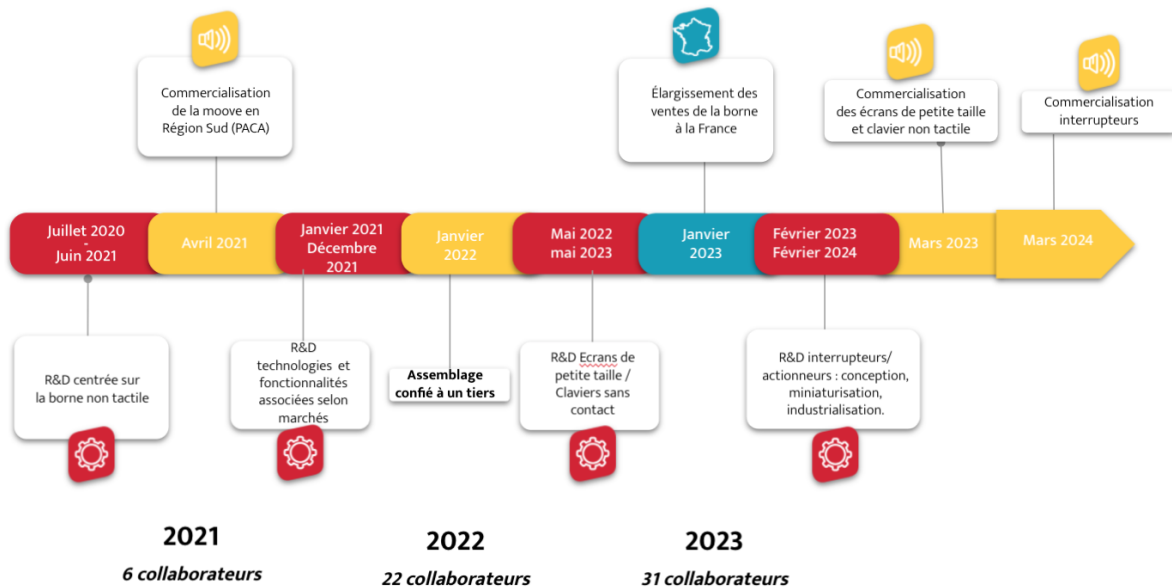 Commercialisation
de la moove en
Région Sud (PACA)
Élargissement des
ventes de la borne
à la France
Commercialisation
des écrans de petite taille
et clavier non tactile
Commercialisation
interrupteurs
Juillet 2020
-
Juin 2021
Avril 2021
Janvier 2021
Décembre
2021
Janvier
2022
Mai 2022
mai 2023
Janvier
2023
Février 2023
Février 2024
Mars 2023
Mars 2024
R&D centrée sur
la borne non tactile
R&D
technologies et
fonctionnalités
associées selon
marchés
Assemblage
confié à un tiers
R&D Ecrans de
petite taille /
Claviers sans
contact
R&D interrupteurs/
actionneurs : conception,
miniaturisation,
industrialisation.
2021
6 collaborateurs
2022
22 collaborateurs
2023
31 collaborateurs